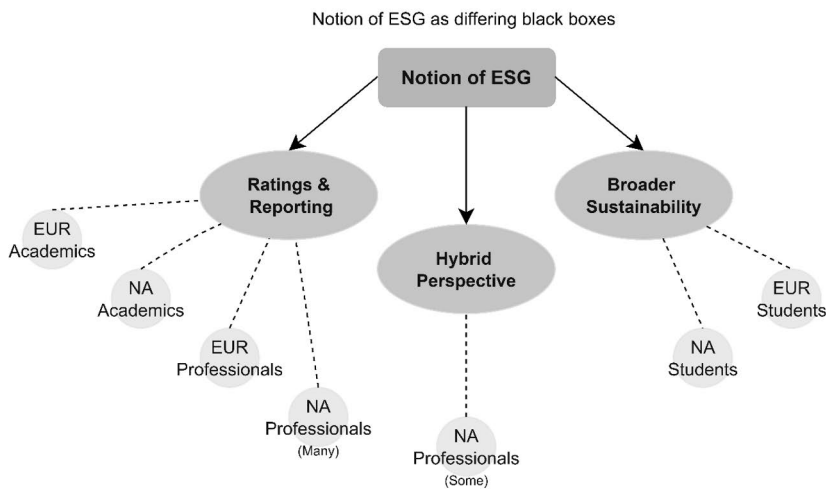 Notion of ESG as differing black boxes
Notion of ESG
Ratings &
Reporting
Broader
Sustainability
Hybrid
Perspective
EUR
Academics
NA
Academics
EUR
Professionals
NA
Professionals
(Many)
NA
Professionals
(Some)
NA
Students
EUR
Students